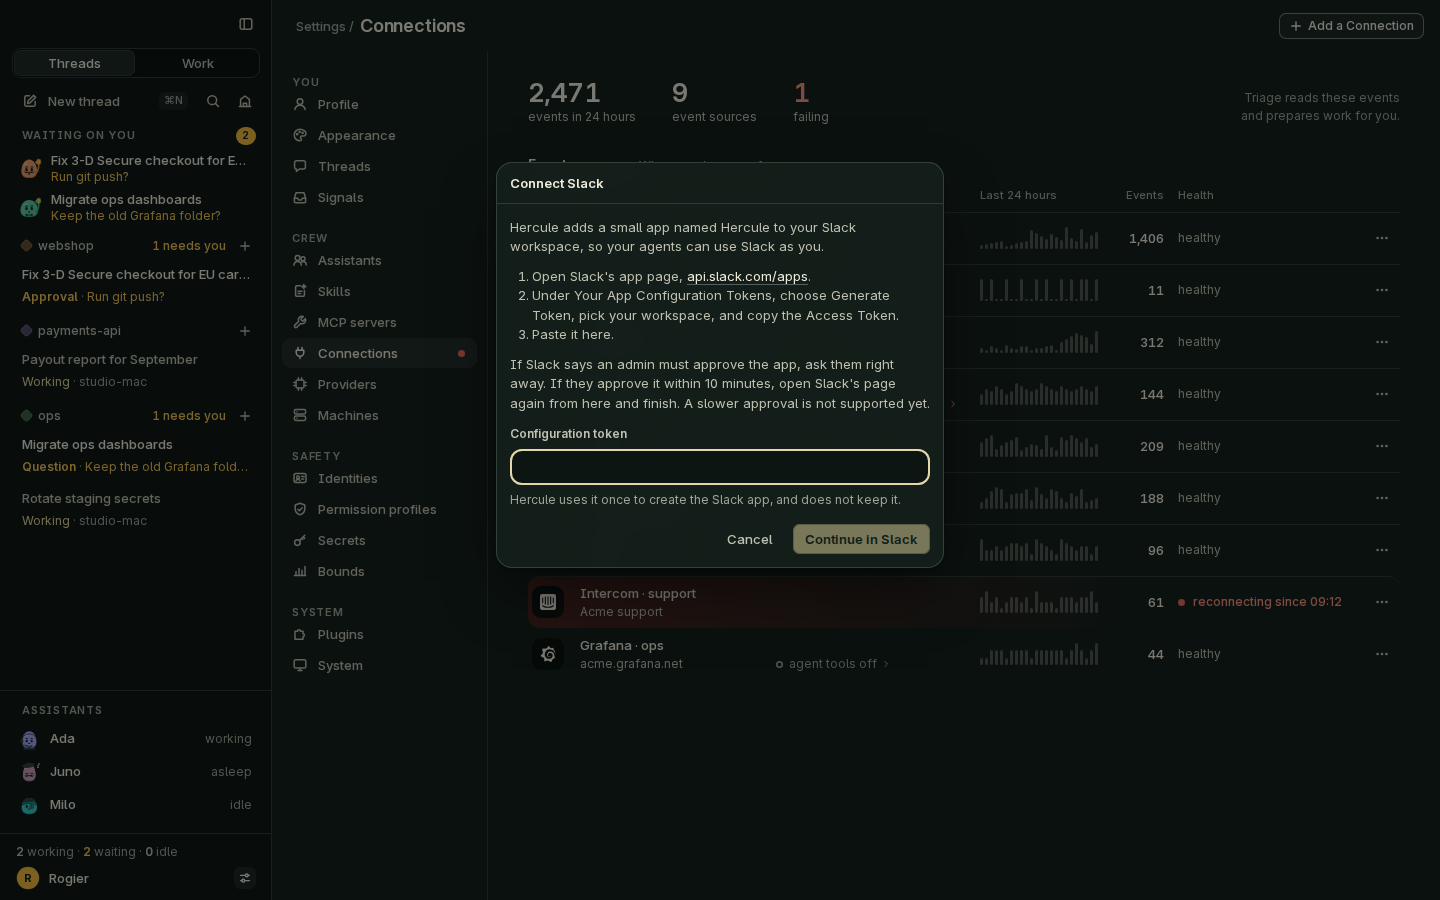 Settings / Connections
Add a Connection
Threads
Work
New thread
⌘N
WAITING ON YOU
2
Fix 3-D Secure checkout for E...
Run git push?
Migrate ops dashboards
Keep the old Grafana folder?
webshop
1 needs you
Fix 3-D Secure checkout for EU car...
Approval · Run git push?
payments-api
Payout report for September
Working · studio-mac
ops
1 needs you
Migrate ops dashboards
Question · Keep the old Grafana fold...
Rotate staging secrets
Working · studio-mac
ASSISTANTS
Ada
working
Juno
asleep
Milo
idle
2 working · 2 waiting · 0 idle
R
Rogier
YOU
Profile
Appearance
Threads
Signals
CREW
Assistants
Skills
MCP servers
Connections
Providers
Machines
SAFETY
Identities
Permission profiles
Secrets
Bounds
SYSTEM
Plugins
System
2,471
events in 24 hours
9
event sources
1
failing
Triage reads these events
and prepares work for you.
Last 24 hours
Events
Health
1,406
healthy
11
healthy
312
healthy
144
healthy
209
healthy
188
healthy
96
healthy
Intercom · support
Acme support
61
reconnecting since 09:12
Grafana · ops
acme.grafana.net
agent tools off
44
healthy
Connect Slack
Hercule adds a small app named Hercule to your Slack
workspace, so your agents can use Slack as you.
1. Open Slack's app page, api.slack.com/apps.
2. Under Your App Configuration Tokens, choose Generate
Token, pick your workspace, and copy the Access Token.
3. Paste it here.
If Slack says an admin must approve the app, ask them right
away. If they approve it within 10 minutes, open Slack's page
again from here and finish. A slower approval is not supported yet.
Configuration token
Hercule uses it once to create the Slack app, and does not keep it.
Cancel
Continue in Slack